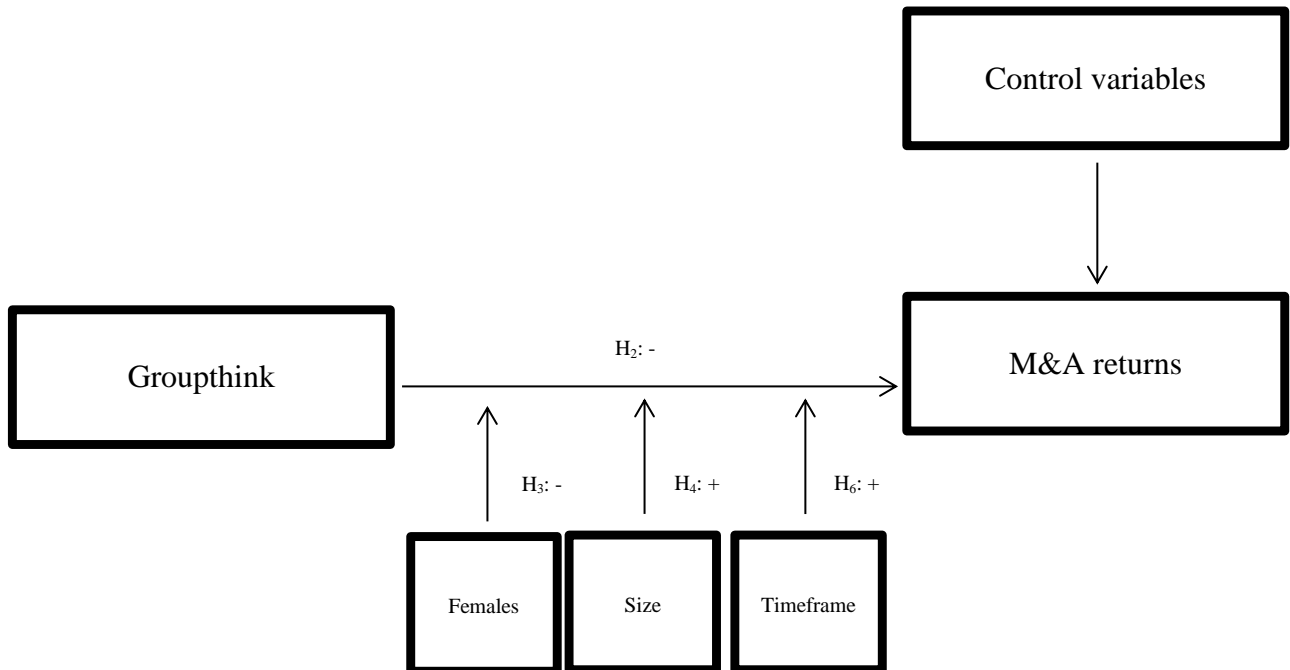 Control variables
H₂: -
Groupthink
M&A returns
H₃: -
H₄: +
H₆: +
Females
Size
Timeframe